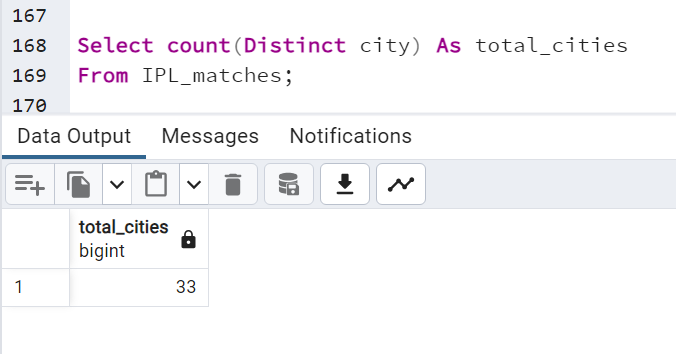 167
168 Select count(Distinct city) As total_cities
169 From IPL_matches;
170
Data Output Messages Notifications
total_cities
bigint
1 33